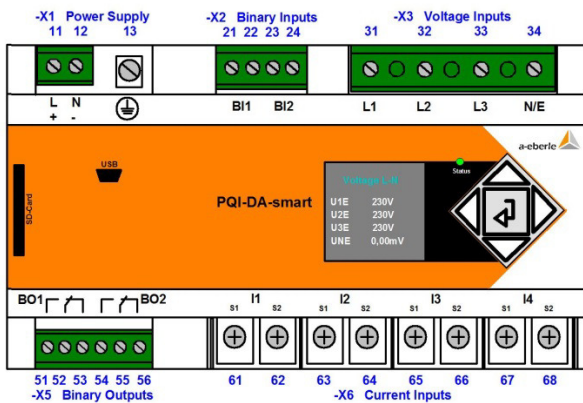 -X1 Power Supply
-X2 Binary Inputs
-X3 Voltage Inputs
11 12 13
21 22 23 24
31 32 33 34
L N
+ -
BI1 BI2
L1 L2 L3 N/E
USB
SD-Card
PQI-DA-smart
Voltage L-N
U1E 230V
U2E 230V
U3E 230V
UNE 0,00mV
Status
a-eberle
BO1 BO2
I1 I2 I3 I4
S1 S2 S1 S2 S1 S2 S1 S2
51 52 53 54 55 56
61 62 63 64 65 66 67 68
-X5 Binary Outputs
-X6 Current Inputs